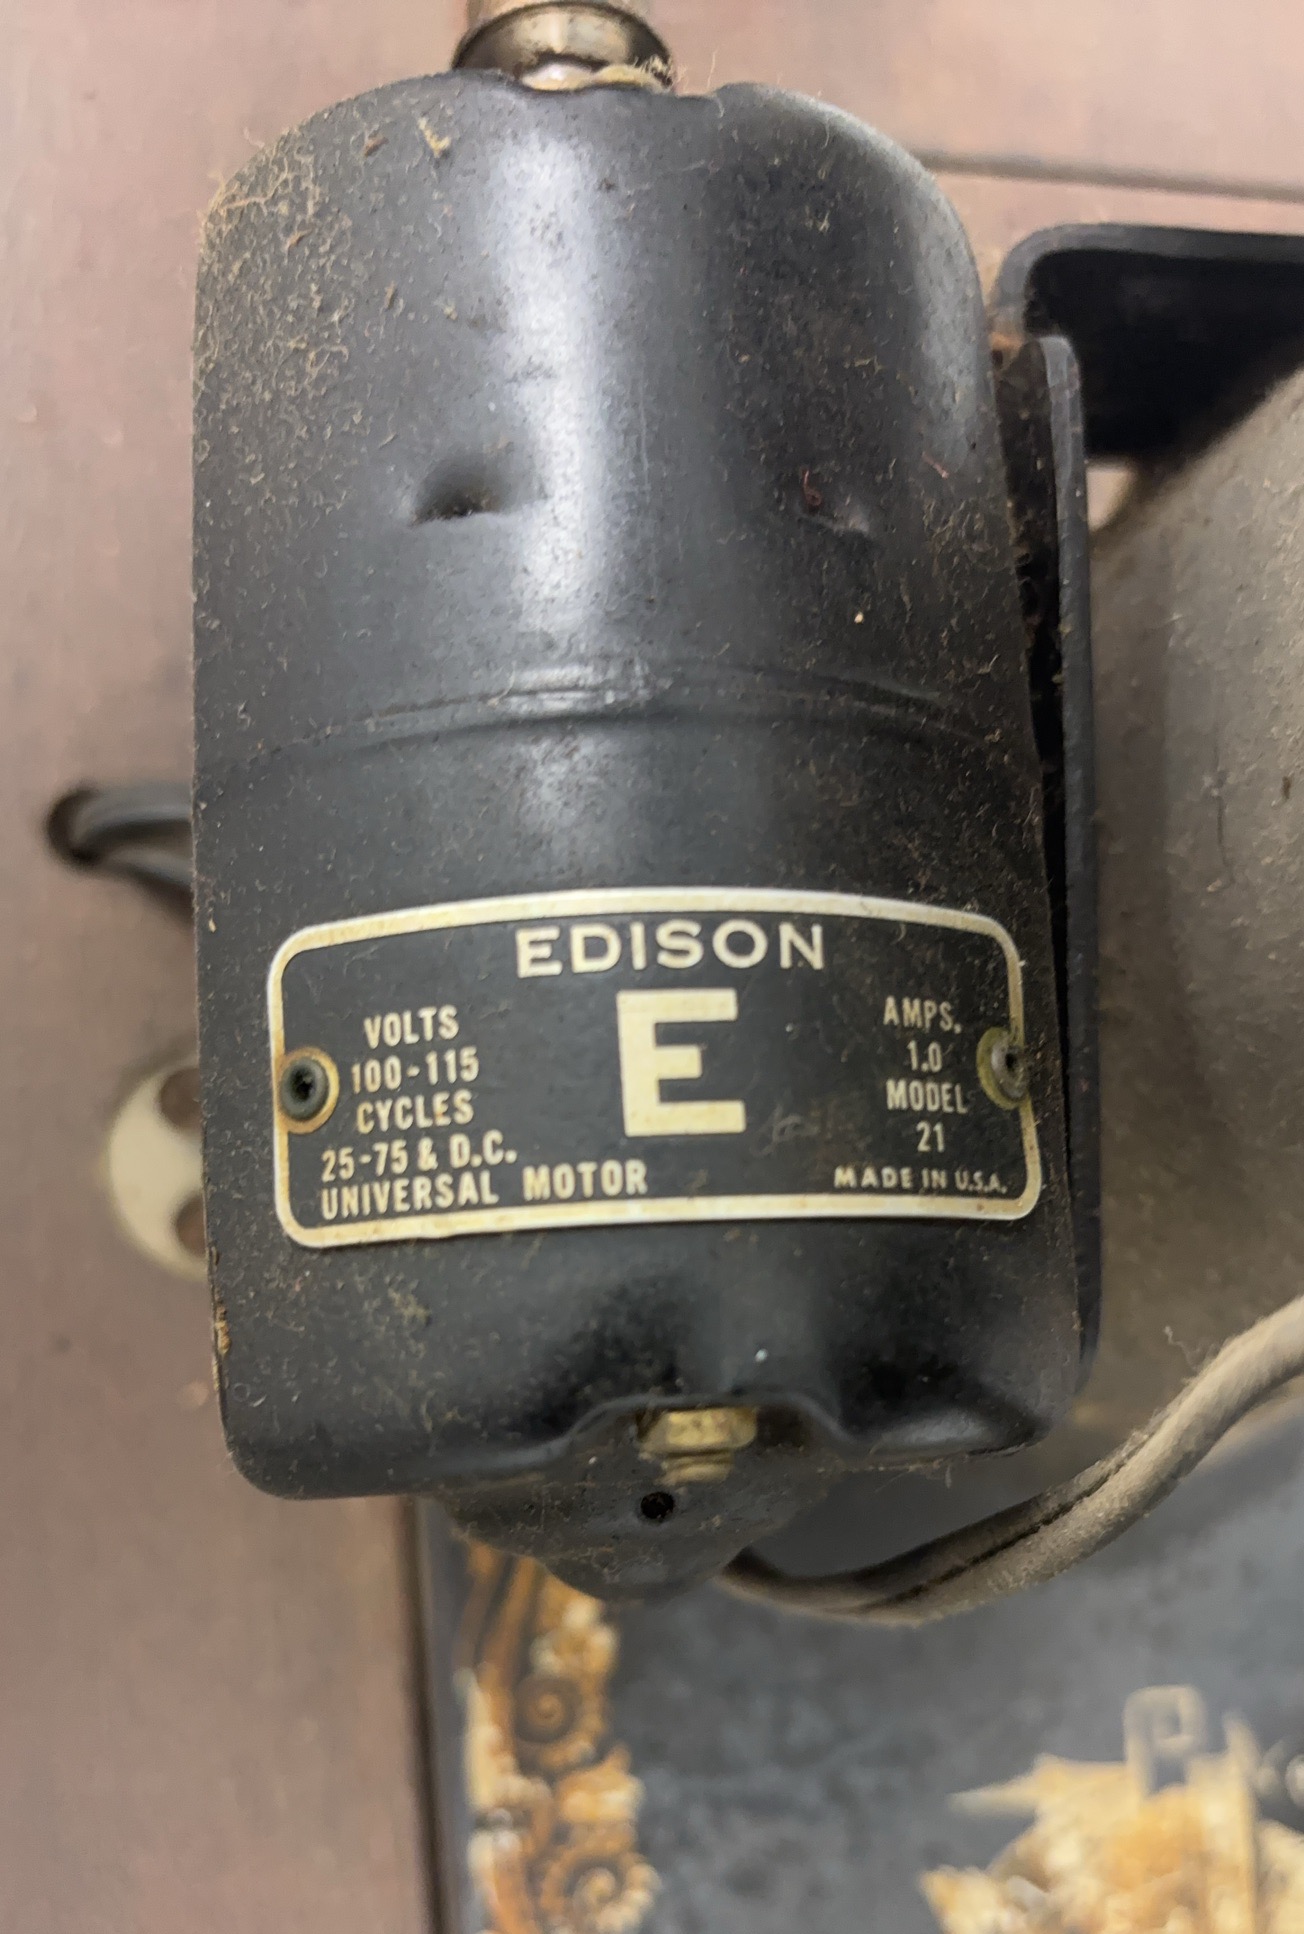 EDISON
E
VOLTS
100-115
CYCLES
25-75 & D.C.
UNIVERSAL MOTOR
AMPS.
1.0
MODEL
21
MADE IN U.S.A.